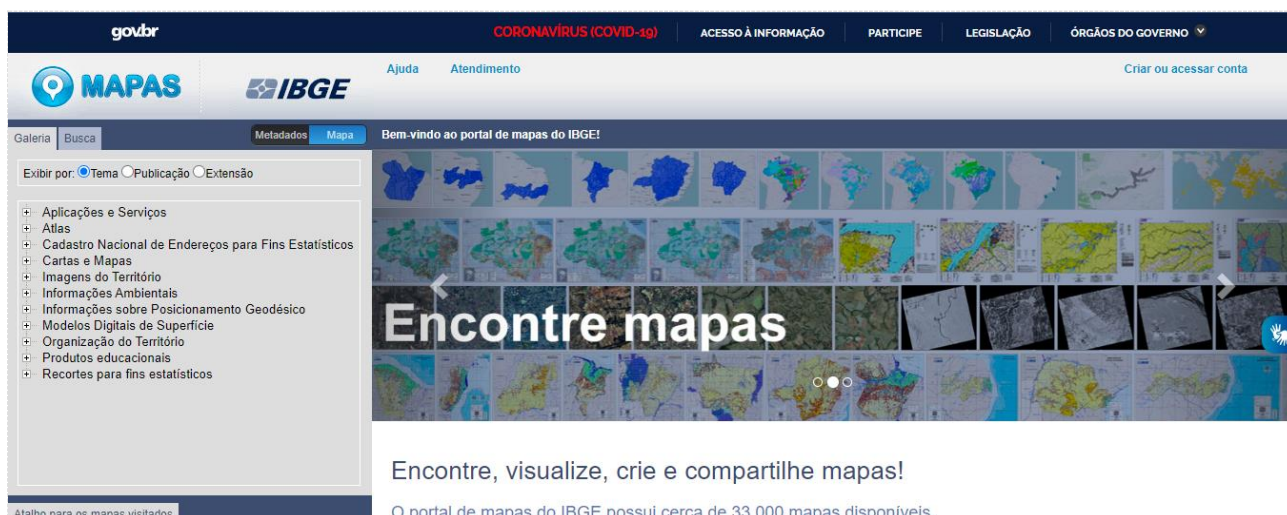 gov.br
CORONAVÍRUS (COVID-19)
ACESSO À INFORMAÇÃO
PARTICIPE
LEGISLAÇÃO
ÓRGÃOS DO GOVERNO
MAPAS
IBGE
Ajuda
Atendimento
Criar ou acessar conta
Galeria
Busca
Metadados
Mapa
Bem-vindo ao portal de mapas do IBGE!
Exibir por: Tema Publicação Extensão
Aplicações e Serviços
Atlas
Cadastro Nacional de Endereços para Fins Estatísticos
Cartas e Mapas
Imagens do Território
Informações Ambientais
Informações sobre Posicionamento Geodésico
Modelos Digitais de Superfície
Organização do Território
Produtos educacionais
Recortes para fins estatísticos
Encontre mapas
Encontre, visualize, crie e compartilhe mapas!
Atalho para os mapas visitados
O portal de mapas do IBGE possui cerca de 33.000 mapas disponíveis